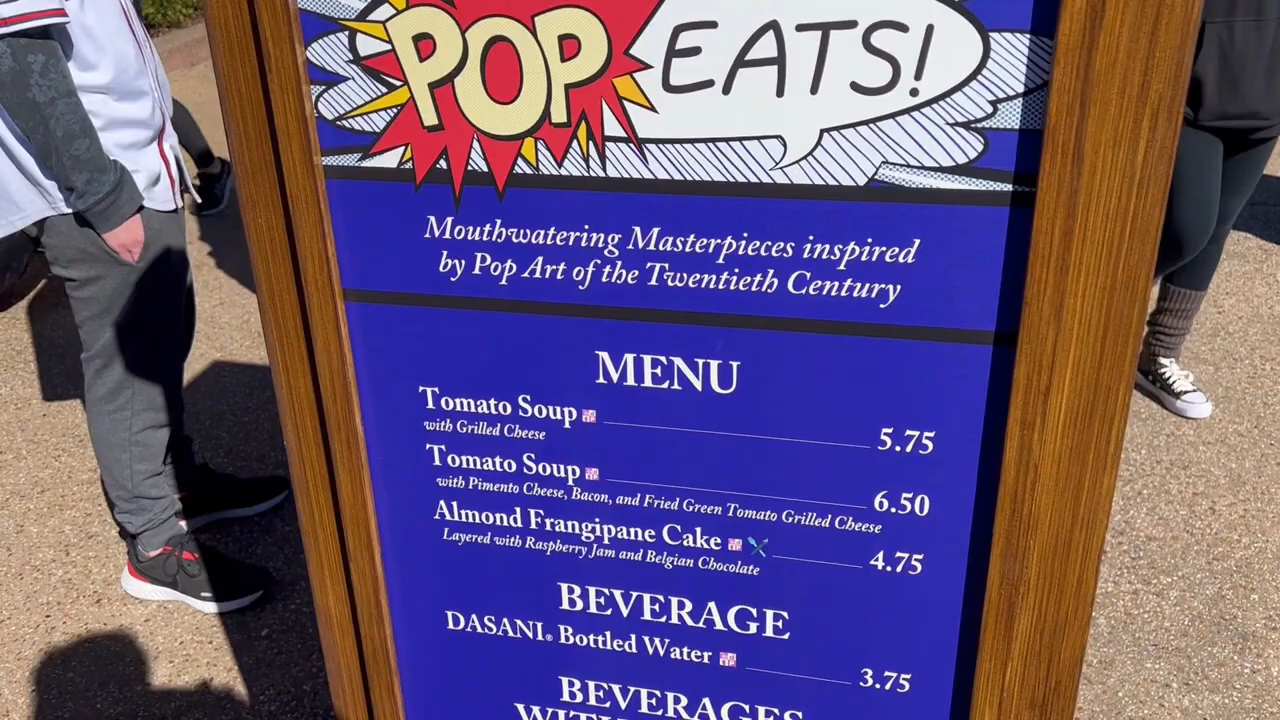 POP EATS!
Mouthwatering Masterpieces inspired
by Pop Art of the Twentieth Century
MENU
Tomato Soup 5.75
with Grilled Cheese
Tomato Soup 6.50
with Pimento Cheese, Bacon, and Fried Green Tomato Grilled Cheese
Almond Frangipane Cake 4.75
Layered with Raspberry Jam and Belgian Chocolate
BEVERAGE
DASANI® Bottled Water 3.75
BEVERAGES